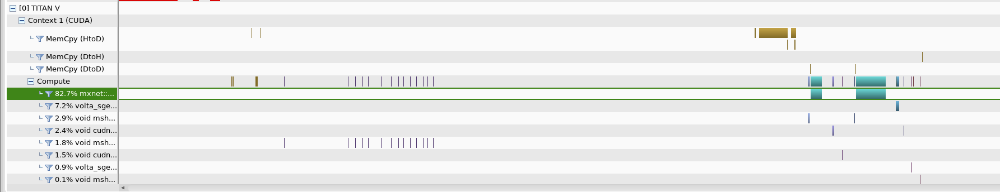 [0] TITAN V
Context 1 (CUDA)
MemCpy (HtoD)
MemCpy (DtoH)
MemCpy (DtoD)
Compute
82.7% mxnet::...
7.2% volta_sge...
2.9% void msh...
2.4% void cudn...
1.8% void msh...
1.5% void cudn...
0.9% volta_sge...
0.1% void msh...